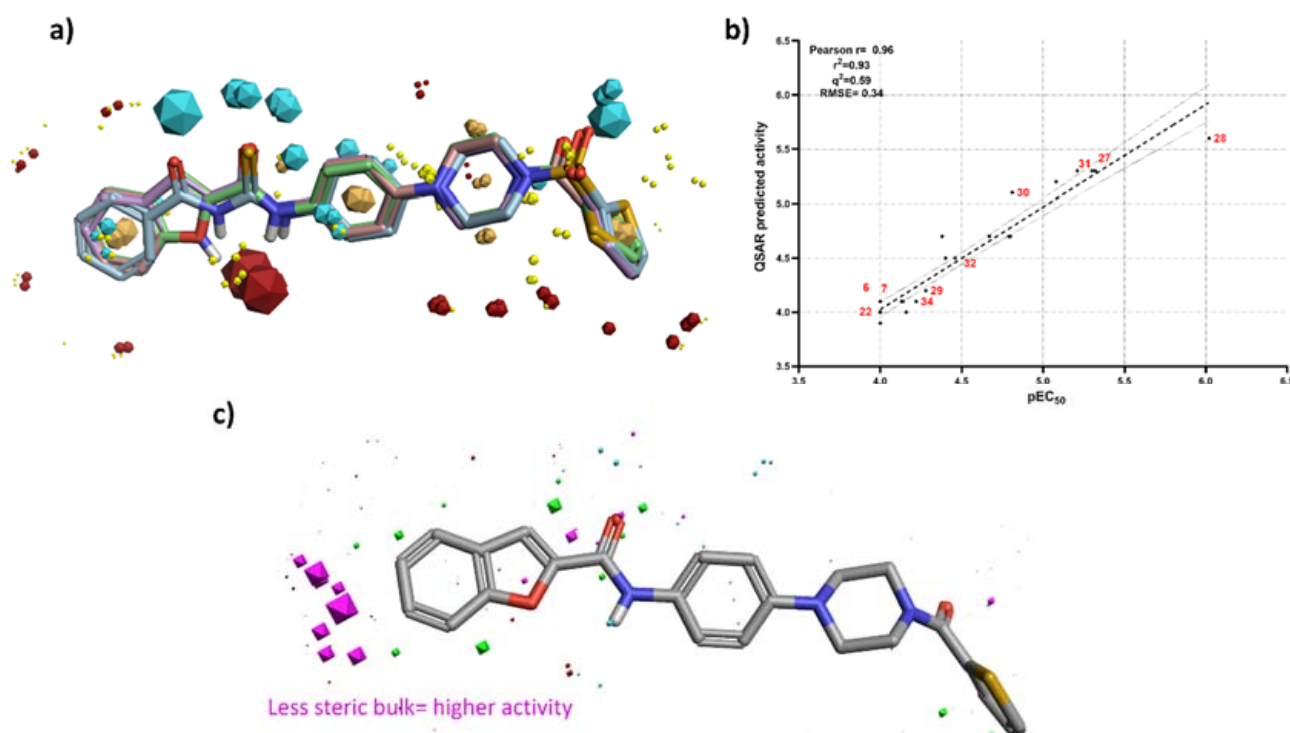 a)
b)
Pearson r= 0.96
r²=0.93
q²=0.59
RMSE= 0.34
QSAR predicted activity
6.5
6.0
5.5
5.0
4.5
4.0
3.5
28
31 27
30
32
6 7
29
34
22
3.5 4.0 4.5 5.0 5.5 6.0 6.5
pEC₅₀
c)
Less steric bulk= higher activity